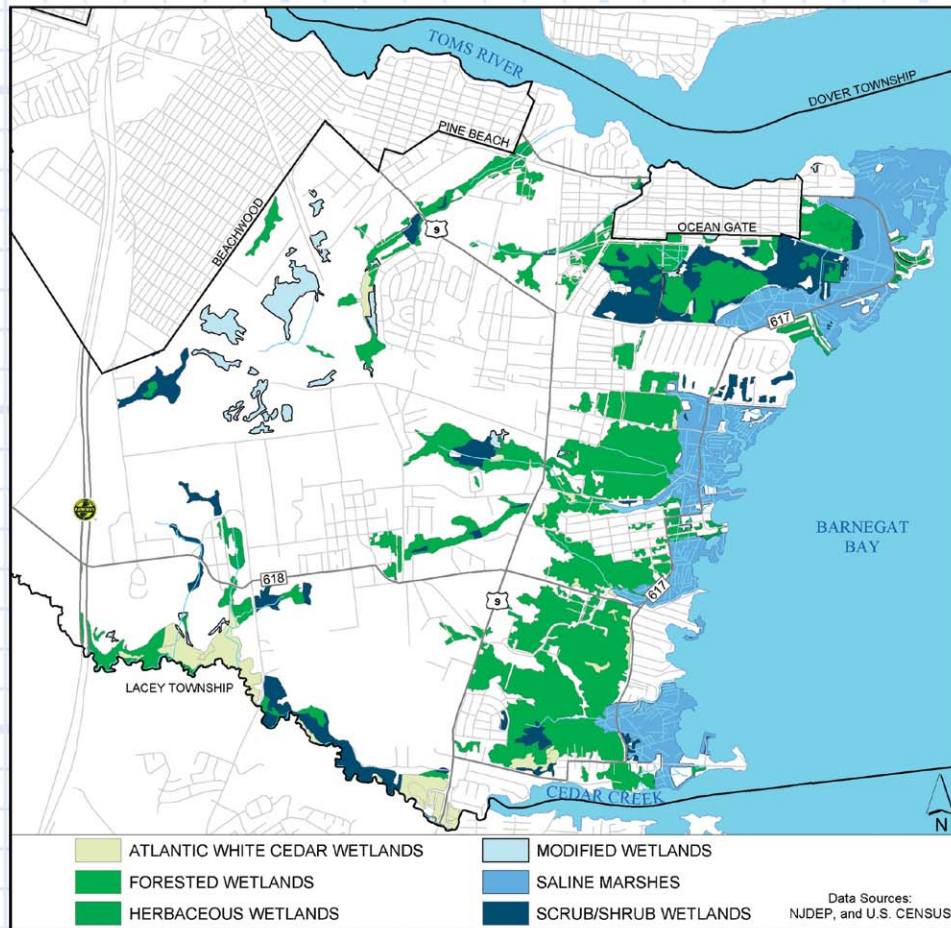 TOMS RIVER
DOVER TOWNSHIP
PINE BEACH
BEACHWOOD
9
OCEAN GATE
617
BARNEGAT
BAY
618
9
617
LACEY TOWNSHIP
CEDAR CREEK
N
ATLANTIC WHITE CEDAR WETLANDS
FORESTED WETLANDS
HERBACEOUS WETLANDS
MODIFIED WETLANDS
SALINE MARSHES
SCRUB/SHRUB WETLANDS
Data Sources:
NJDEP, and U.S. CENSUS